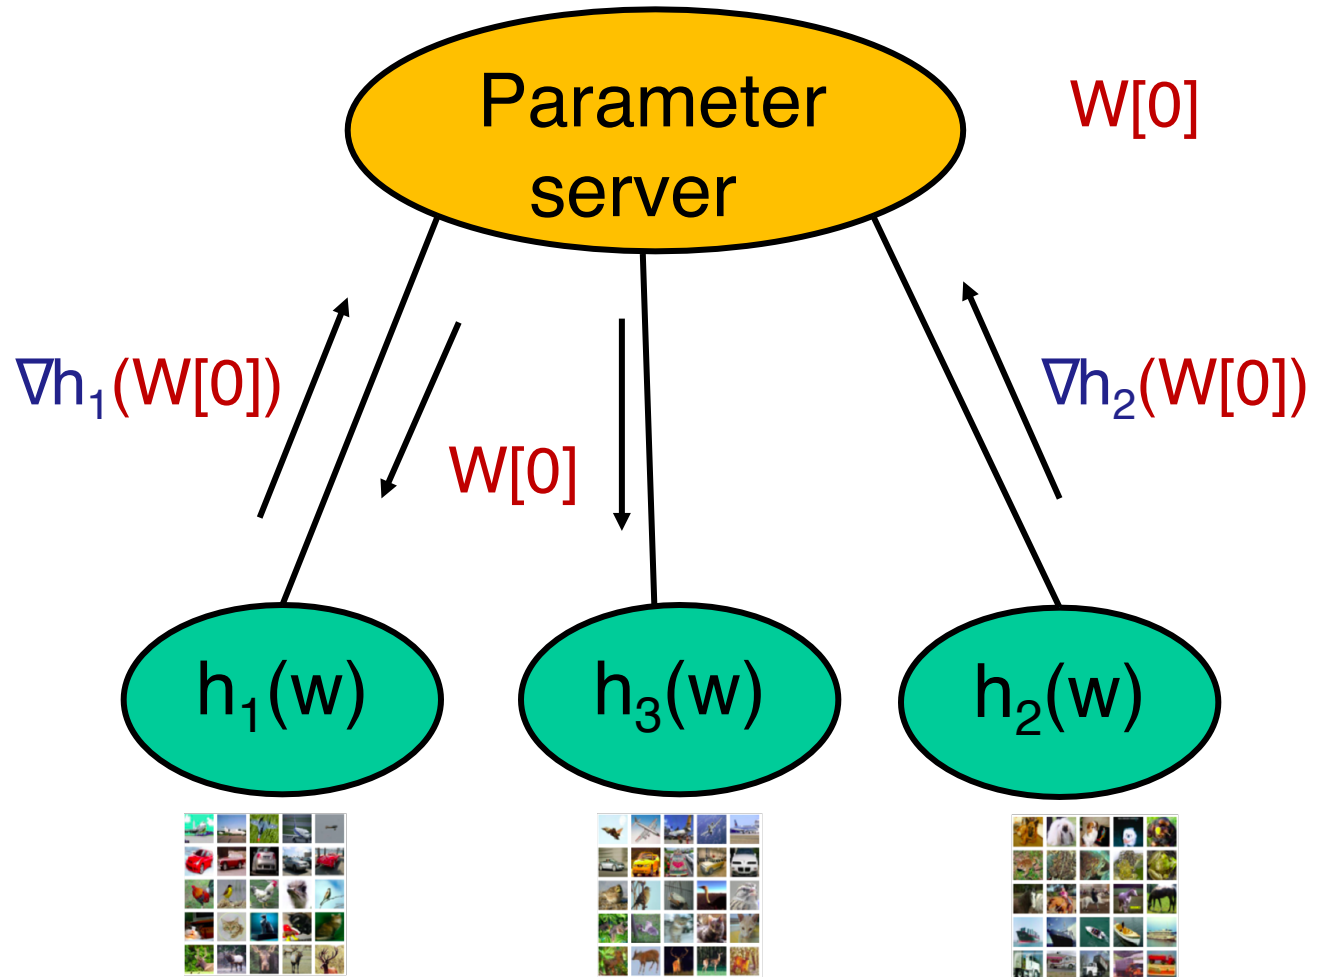 Parameter
server
W[0]
∇h₁(W[0])
W[0]
∇h₂(W[0])
h₁(w)
h₃(w)
h₂(w)